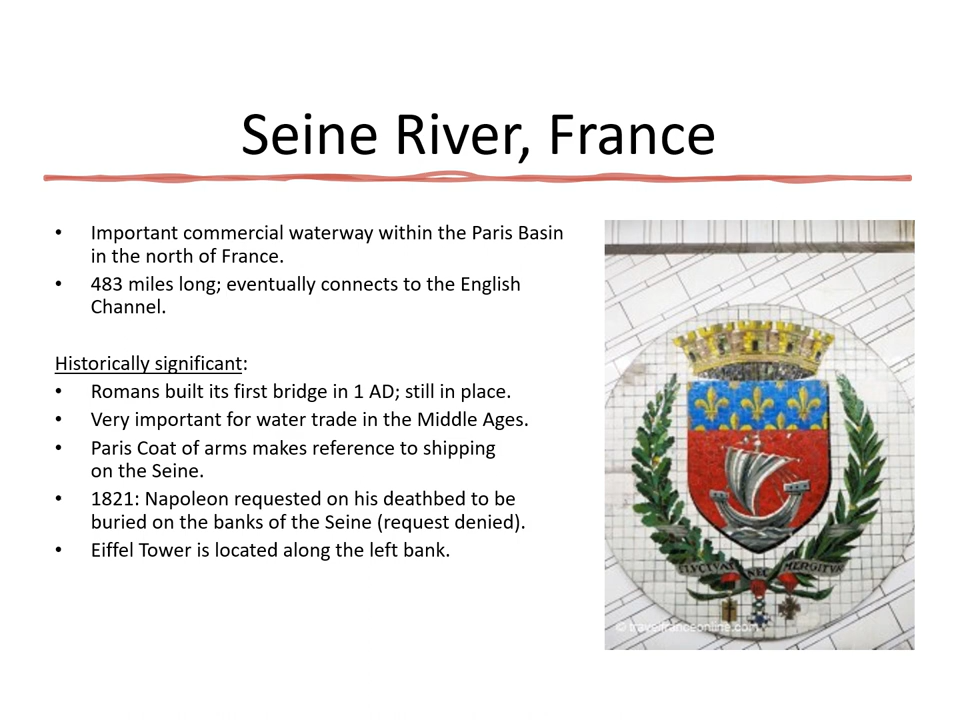 Seine River, France
• Important commercial waterway within the Paris Basin
in the north of France.
• 483 miles long; eventually connects to the English
Channel.
Historically significant:
• Romans built its first bridge in 1 AD; still in place.
• Very important for water trade in the Middle Ages.
• Paris Coat of arms makes reference to shipping
on the Seine.
• 1821: Napoleon requested on his deathbed to be
buried on the banks of the Seine (request denied).
• Eiffel Tower is located along the left bank.
FLVCTVAT NEC MERGITVR
© travelfranceonline.com